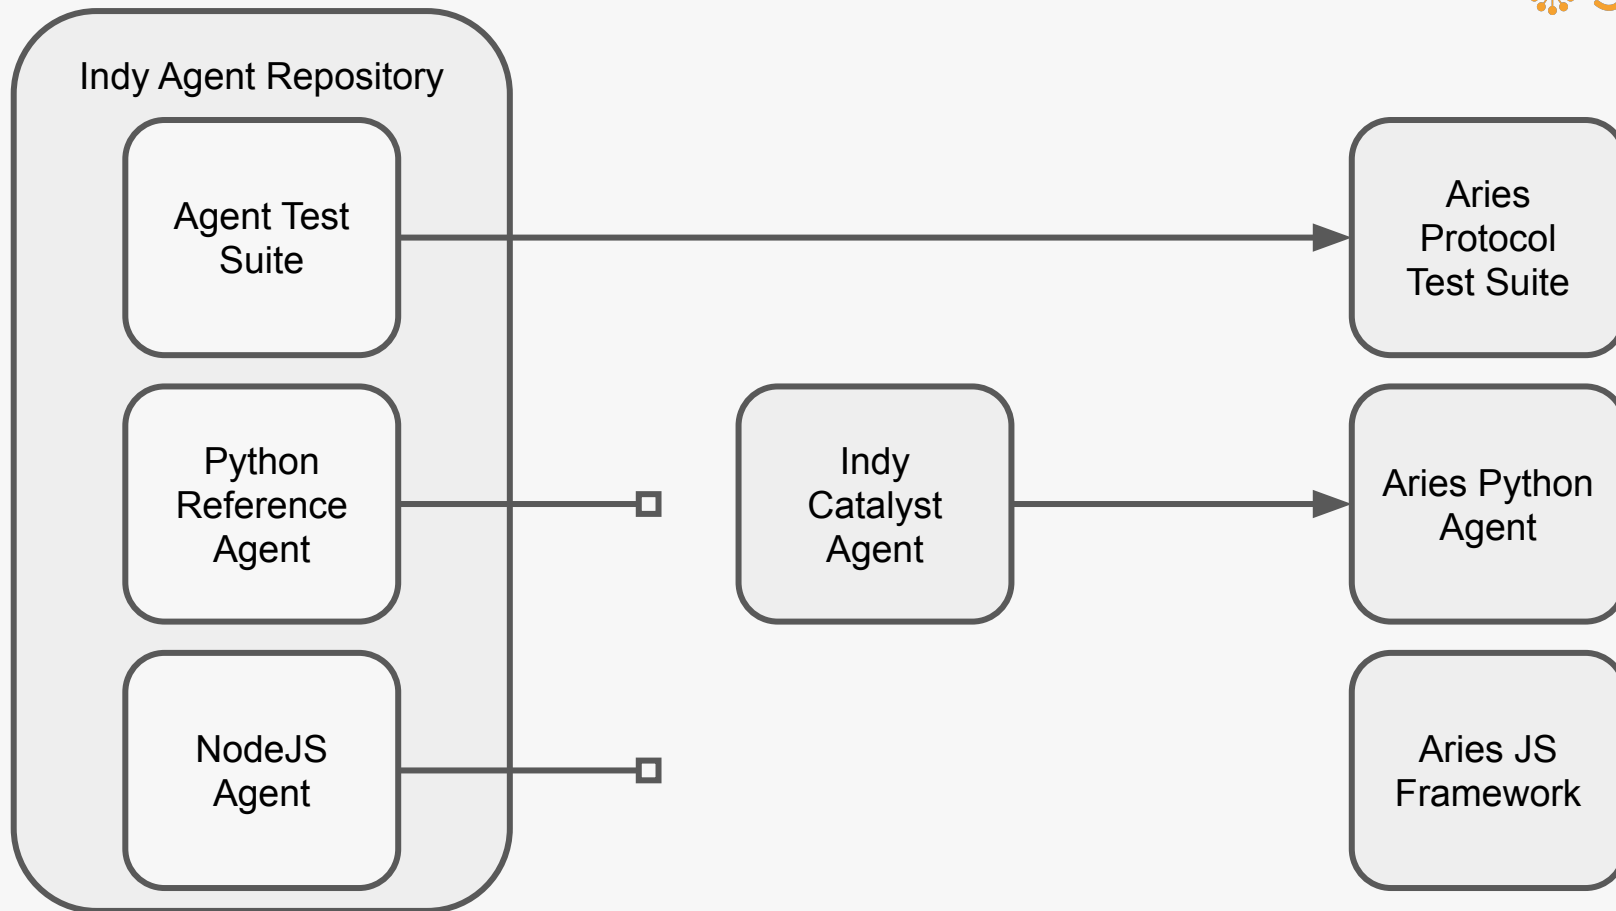 Indy Agent Repository
Agent Test
Suite
Aries
Protocol
Test Suite
Python
Reference
Agent
Indy
Catalyst
Agent
Aries Python
Agent
NodeJS
Agent
Aries JS
Framework